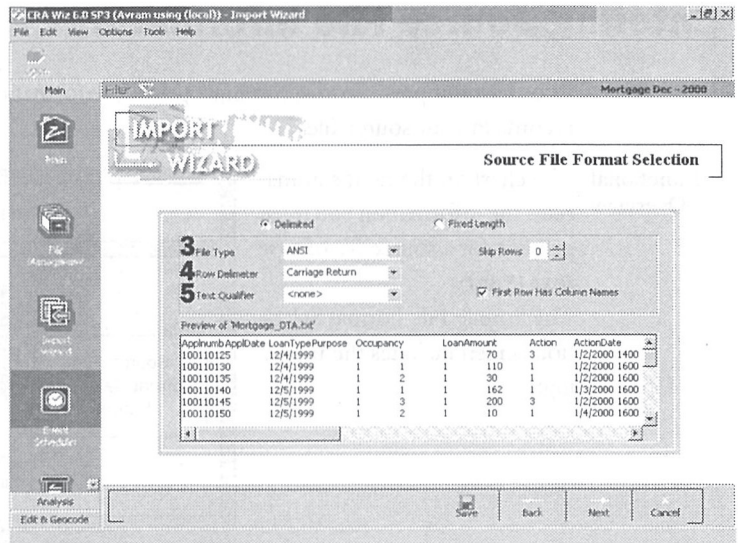 CRA Wiz 6.0 SP3 (Avram using (local)) - Import Wizard
File Edit View Options Tools Help
Main Filter Mortgage Dec - 2000
IMPORT
WIZARD
Source File Format Selection
Main
File Manager
Import Wizard
Event Scheduler
Analysis
Edit & Geocode
Delimited Fixed Length
3 File Type ANSI Skip Rows 0
4 Row Delimeter Carriage Return
5 Text Qualifier <none> First Row Has Column Names
Preview of 'Mortgage_DTA.txt'
Applnumb ApplDate LoanType Purpose Occupancy LoanAmount Action ActionDate
100110125 12/4/1999 1 1 70 3 1/2/2000 1400
100110130 12/4/1999 1 1 1 110 1 1/2/2000 1600
100110135 12/4/1999 1 2 1 30 1 1/2/2000 1600
100110140 12/5/1999 1 1 1 162 1 1/3/2000 1600
100110145 12/5/1999 1 3 1 200 3 1/2/2000 1600
100110150 12/5/1999 1 2 1 10 1 1/4/2000 1600
Save Back Next Cancel